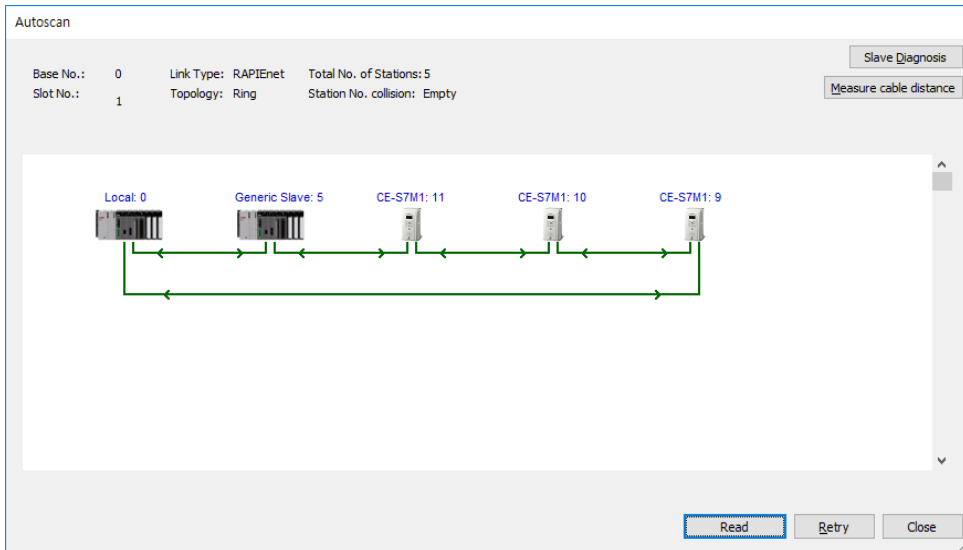 Autoscan
Slave Diagnosis
Base No.: 0 Link Type: RAPIEnet Total No. of Stations: 5
Measure cable distance
Slot No.: 1 Topology: Ring Station No. collision: Empty
Local: 0 Generic Slave: 5 CE-S7M1: 11 CE-S7M1: 10 CE-S7M1: 9
Read Retry Close